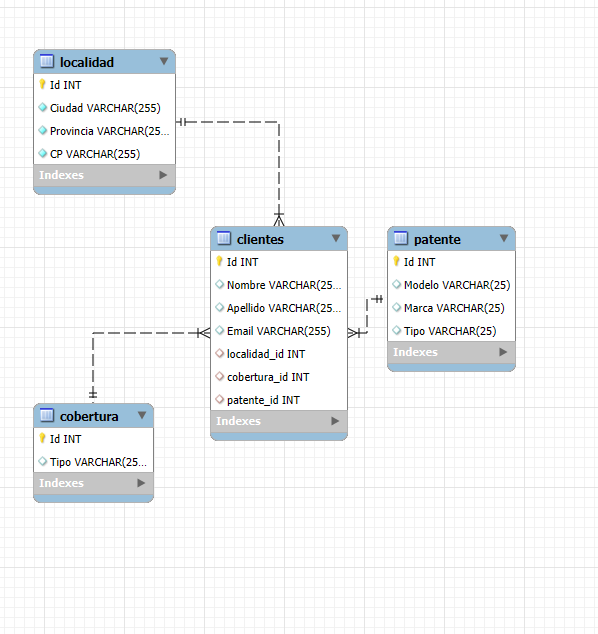 localidad
Id INT
Ciudad VARCHAR(255)
Provincia VARCHAR(25...
CP VARCHAR(255)
Indexes
clientes
Id INT
Nombre VARCHAR(25...
Apellido VARCHAR(25...
Email VARCHAR(255)
localidad_id INT
cobertura_id INT
patente_id INT
Indexes
patente
Id INT
Modelo VARCHAR(25)
Marca VARCHAR(25)
Tipo VARCHAR(25)
Indexes
cobertura
Id INT
Tipo VARCHAR(25...
Indexes